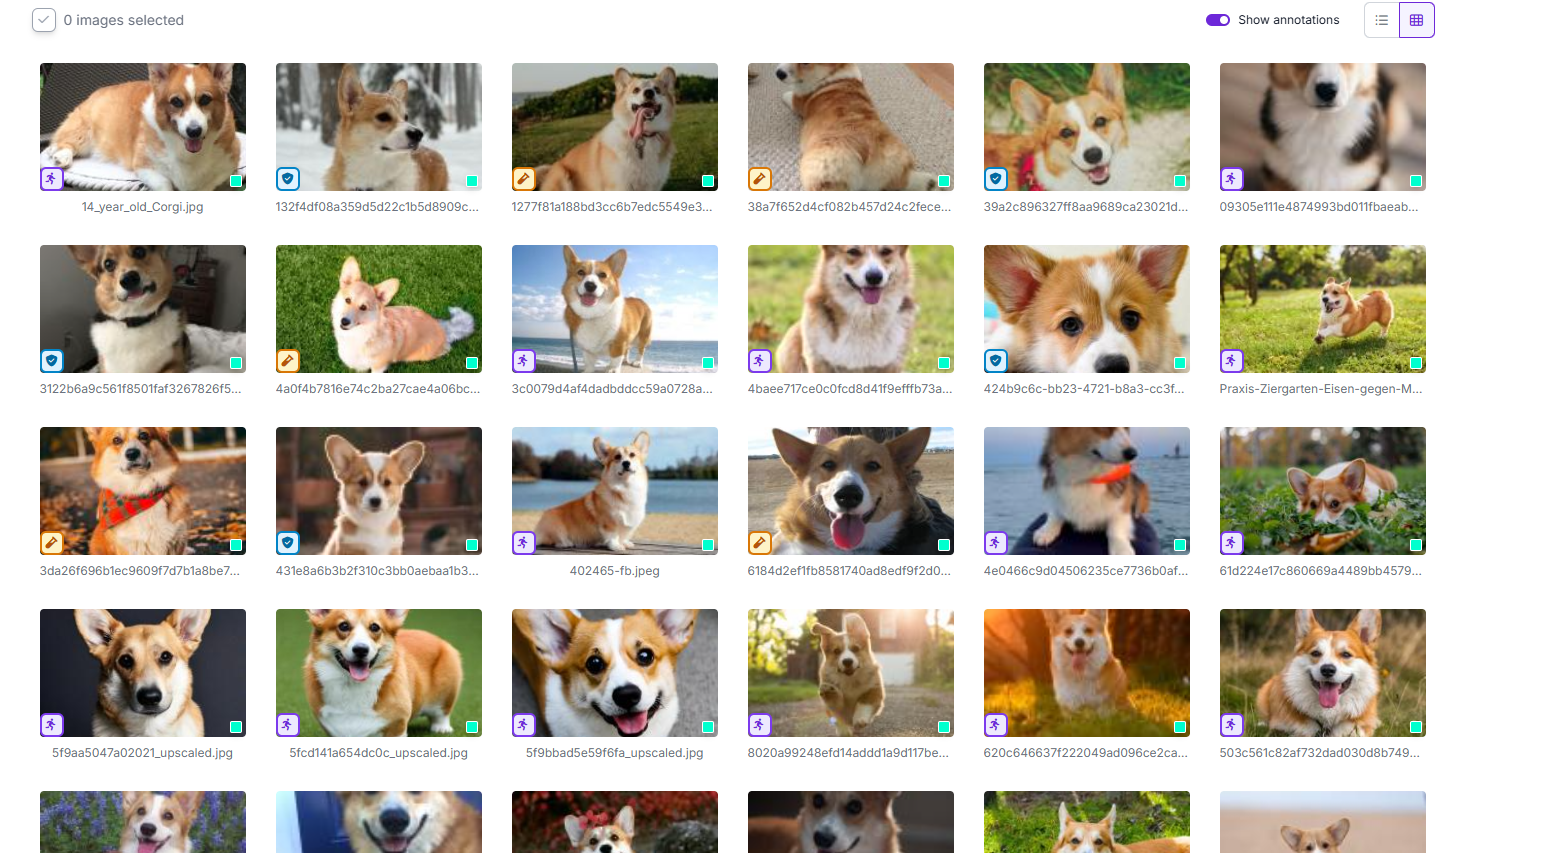 0 images selected
Show annotations
14_year_old_Corgi.jpg
132f4df08a359d5d22c1b5d8909c...
1277f81a188bd3cc6b7edc5549e3...
38a7f652d4cf082b457d24c2fece...
39a2c896327ff8aa9689ca23021d...
09305e111e4874993bd011fbaeab...
3122b6a9c561f8501faf3267826f5...
4a0f4b7816e74c2ba27cae4a06bc...
3c0079d4af4dadbddcc59a0728a...
4baee717ce0c0fcd8d41f9efffb73a...
424b9c6c-bb23-4721-b8a3-cc3f...
Praxis-Ziergarten-Eisen-gegen-M...
3da26f696b1ec9609f7d7b1a8be7...
431e8a6b3b2f310c3bb0aebaa1b3...
402465-fb.jpeg
6184d2ef1fb8581740ad8edf9f2d0...
4e0466c9d04506235ce7736b0af...
61d224e17c860669a4489bb4579...
5f9aa5047a02021_upscaled.jpg
5fcd141a654dc0c_upscaled.jpg
5f9bbad5e59f6fa_upscaled.jpg
8020a99248efd14addd1a9d117be...
620c646637f222049ad096ce2ca...
503c561c82af732dad030d8b749...